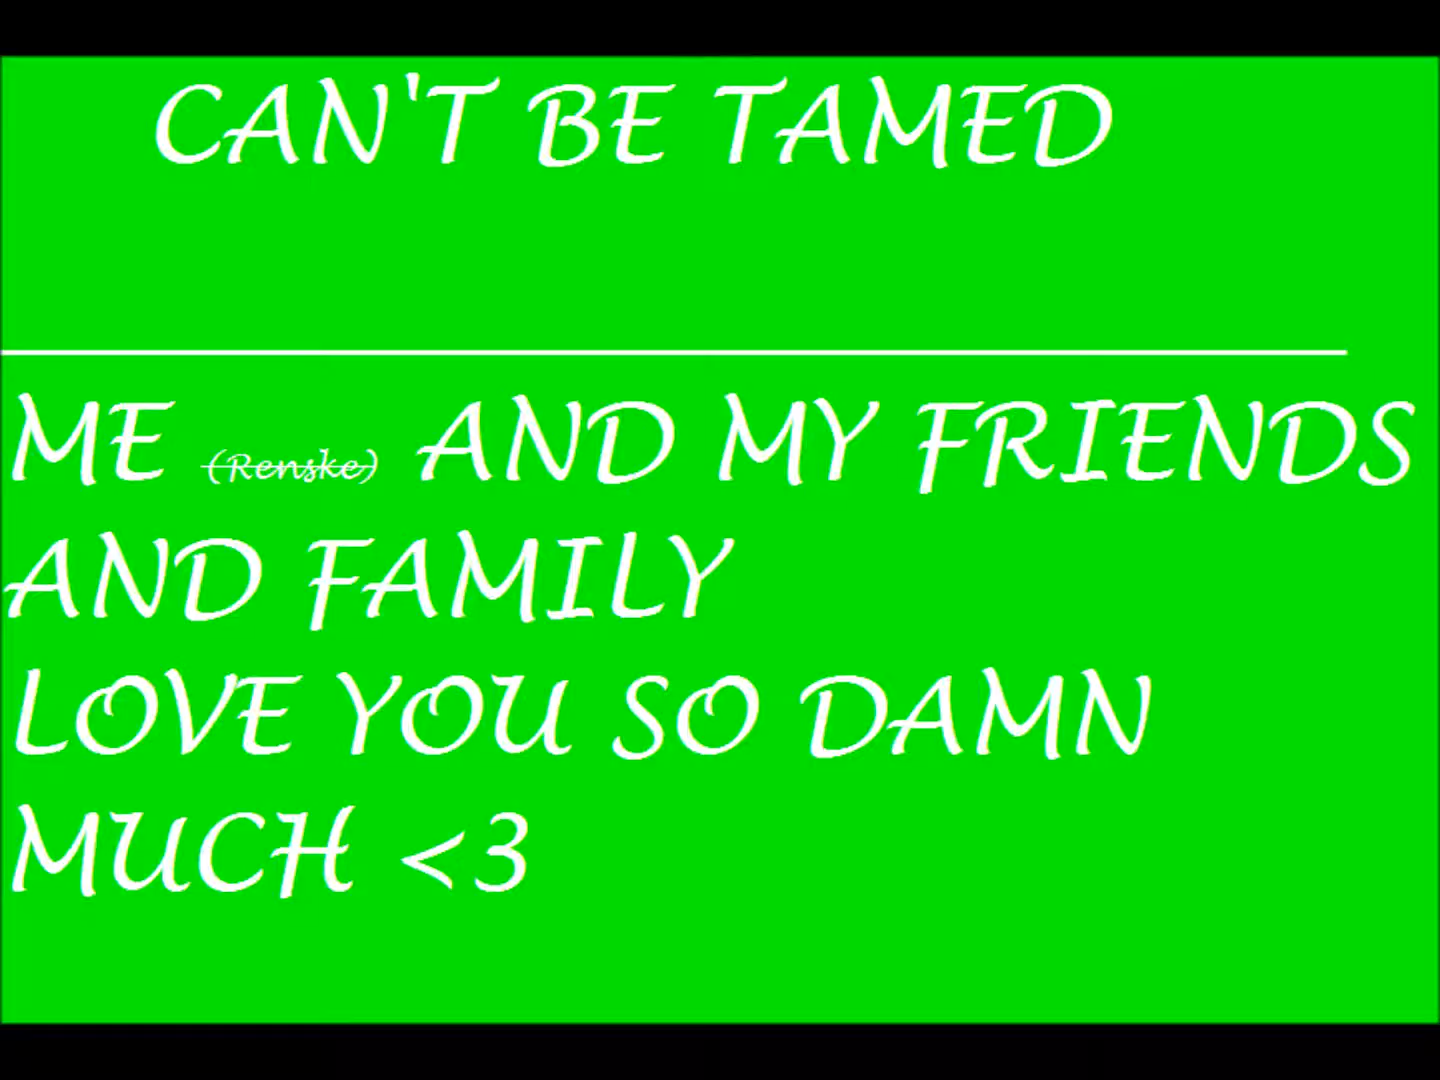 CAN'T BE TAMED
ME (Renske) AND MY FRIENDS
AND FAMILY
LOVE YOU SO DAMN
MUCH <3